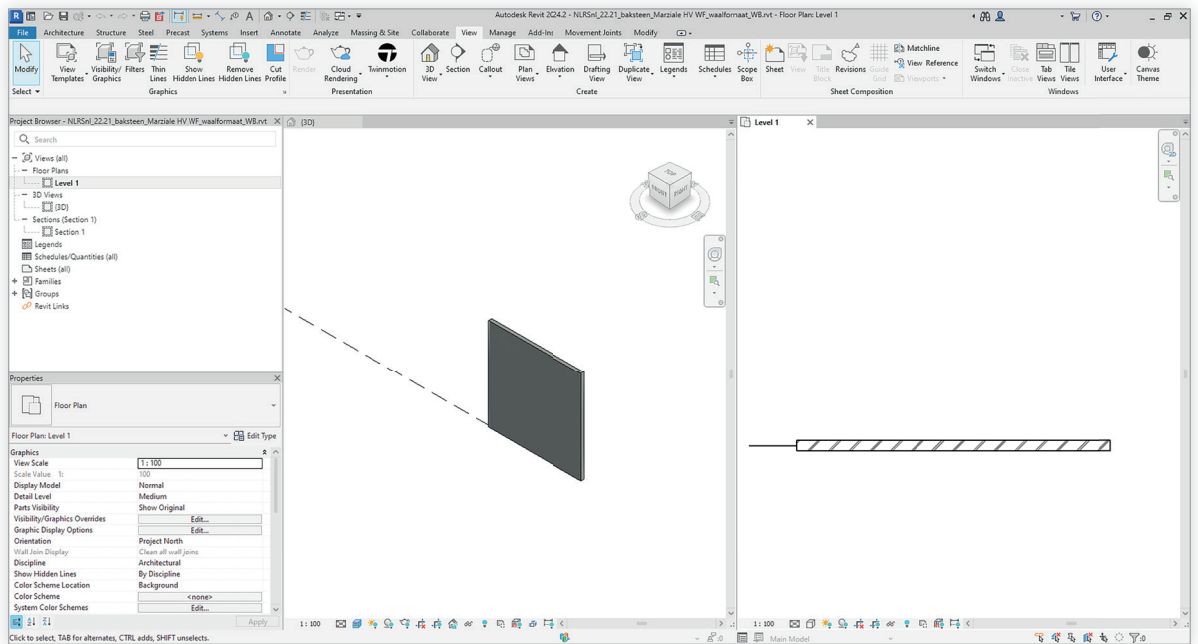 Autodesk Revit 2024.2 - NLRSnl_22.21_baksteen_Marziale HV WF_waalformaat_WB.rvt - Floor Plan: Level 1
File Architecture Structure Steel Precast Systems Insert Annotate Analyze Massing & Site Collaborate View Manage Add-Ins Movement Joints Modify
Modify
View Templates
Visibility/ Graphics
Filters
Thin Lines
Show Hidden Lines
Remove Hidden Lines
Cut Profile
Render
Cloud Rendering
Twinmotion
3D View
Section
Callout
Plan Views
Elevation
Drafting View
Duplicate View
Legends
Schedules
Scope Box
Sheet
View
Title Block
Revisions
Guide Grid
Matchline
View Reference
Viewports
Switch Windows
Close Inactive
Tab Views
Tile Views
User Interface
Canvas Theme
Select Graphics Presentation Create Sheet Composition Windows
Project Browser - NLRSnl_22.21_baksteen_Marziale HV WF_waalformaat_WB.rvt
Search
Views (all)
Floor Plans
Level 1
3D Views
{3D}
Sections (Section 1)
Section 1
Legends
Schedules/Quantities (all)
Sheets (all)
Families
Groups
Revit Links
{3D}
TOP
FRONT
RIGHT
Level 1
Properties
Floor Plan
Floor Plan: Level 1 Edit Type
Graphics
View Scale 1 : 100
Scale Value 1: 100
Display Model Normal
Detail Level Medium
Parts Visibility Show Original
Visibility/Graphics Overrides Edit...
Graphic Display Options Edit...
Orientation Project North
Wall Join Display Clean all wall joins
Discipline Architectural
Show Hidden Lines By Discipline
Color Scheme Location Background
Color Scheme <none>
System Color Schemes Edit...
Apply
1 : 100
1 : 100
Click to select, TAB for alternates, CTRL adds, SHIFT unselects.
:0
Main Model
:0